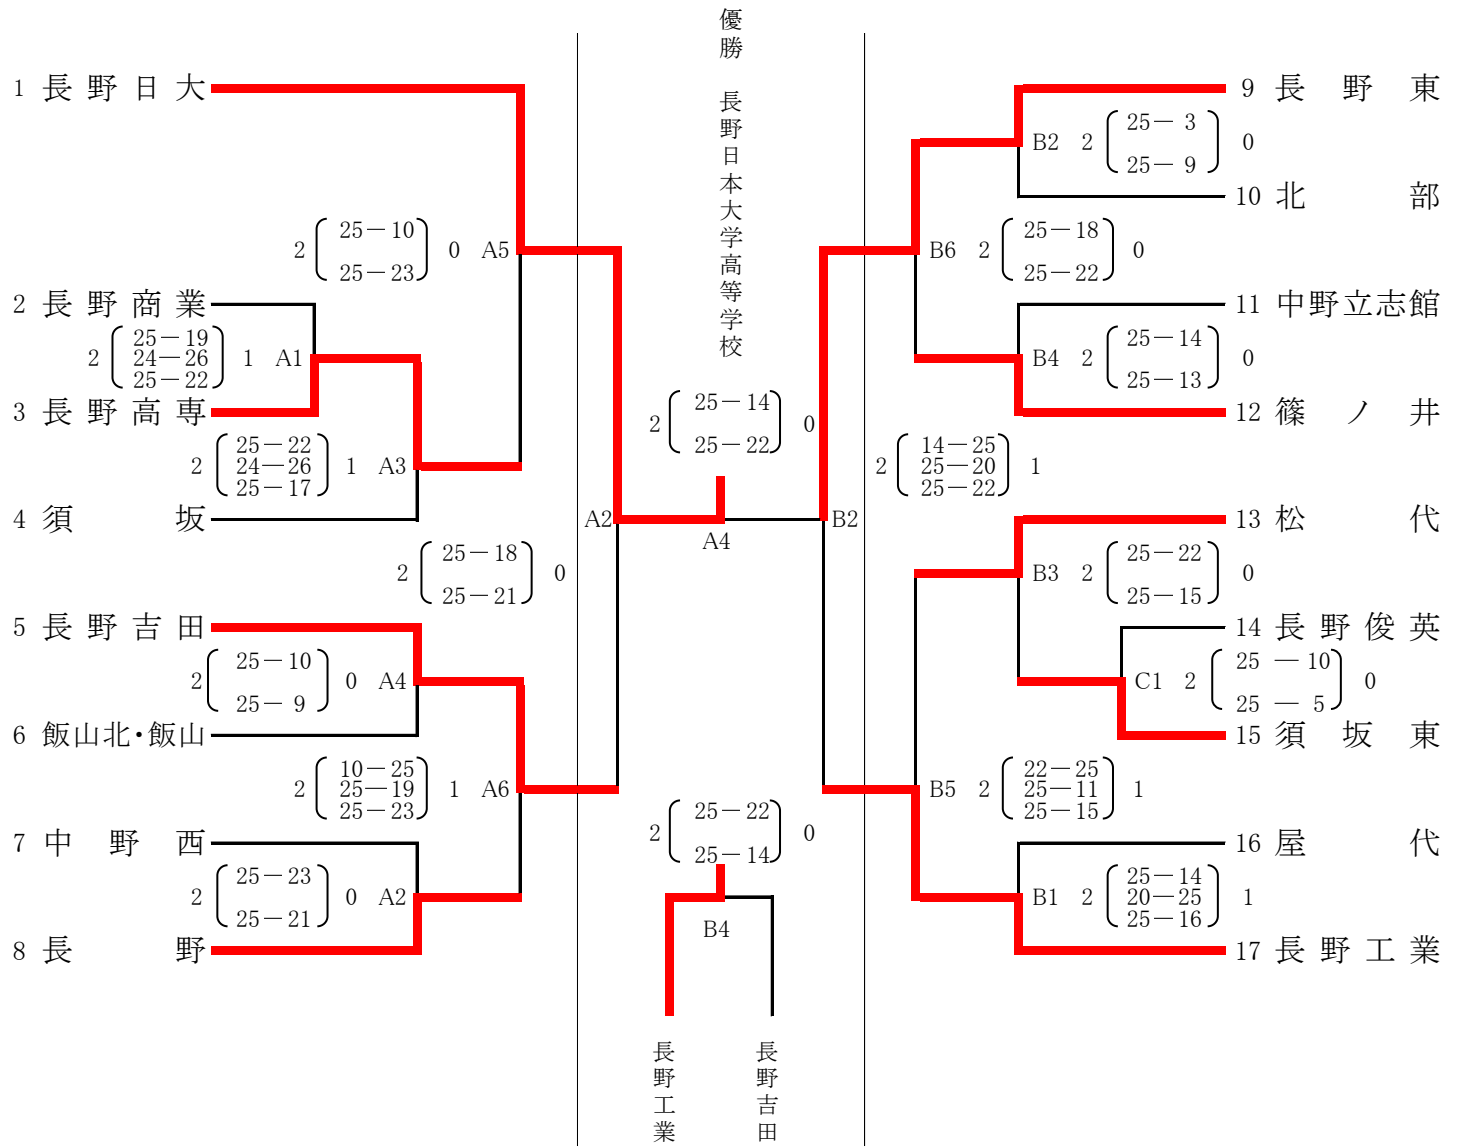 優勝 長野日本大学高等学校
1 長野日大
2 25-10 25-23 0 A5
2 長野商業
2 25-19 24-26 25-22 1 A1
3 長野高専
2 25-22 24-26 25-17 1 A3
4 須坂
2 25-18 25-21 0
A2
5 長野吉田
2 25-10 25-9 0 A4
6 飯山北・飯山
2 10-25 25-19 25-23 1 A6
7 中野西
2 25-23 25-21 0 A2
8 長野
2 25-14 25-22 0
A4
2 25-22 25-14 0
B4
長野工業
長野吉田
9 長野東
B2 2 25-3 25-9 0
10 北部
B6 2 25-18 25-22 0
11 中野立志館
B4 2 25-14 25-13 0
12 篠ノ井
2 14-25 25-20 25-22 1
B2
13 松代
B3 2 25-22 25-15 0
14 長野俊英
C1 2 25-10 25-5 0
15 須坂東
B5 2 22-25 25-11 25-15 1
16 屋代
B1 2 25-14 20-25 25-16 1
17 長野工業